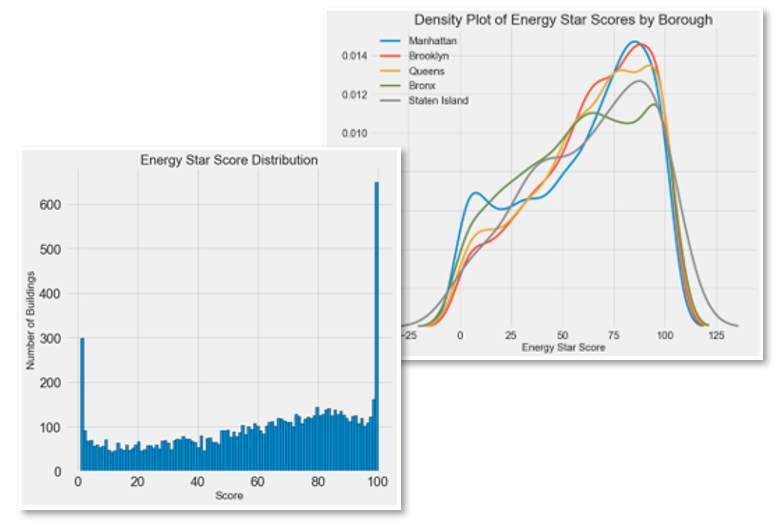 Density Plot of Energy Star Scores by Borough
Manhattan
Brooklyn
Queens
Bronx
Staten Island
0.014
0.012
0.010
25 0 25 50 75 100 125
Energy Star Score
Energy Star Score Distribution
Number of Buildings
600
500
400
300
200
100
0
0 20 40 60 80 100
Score